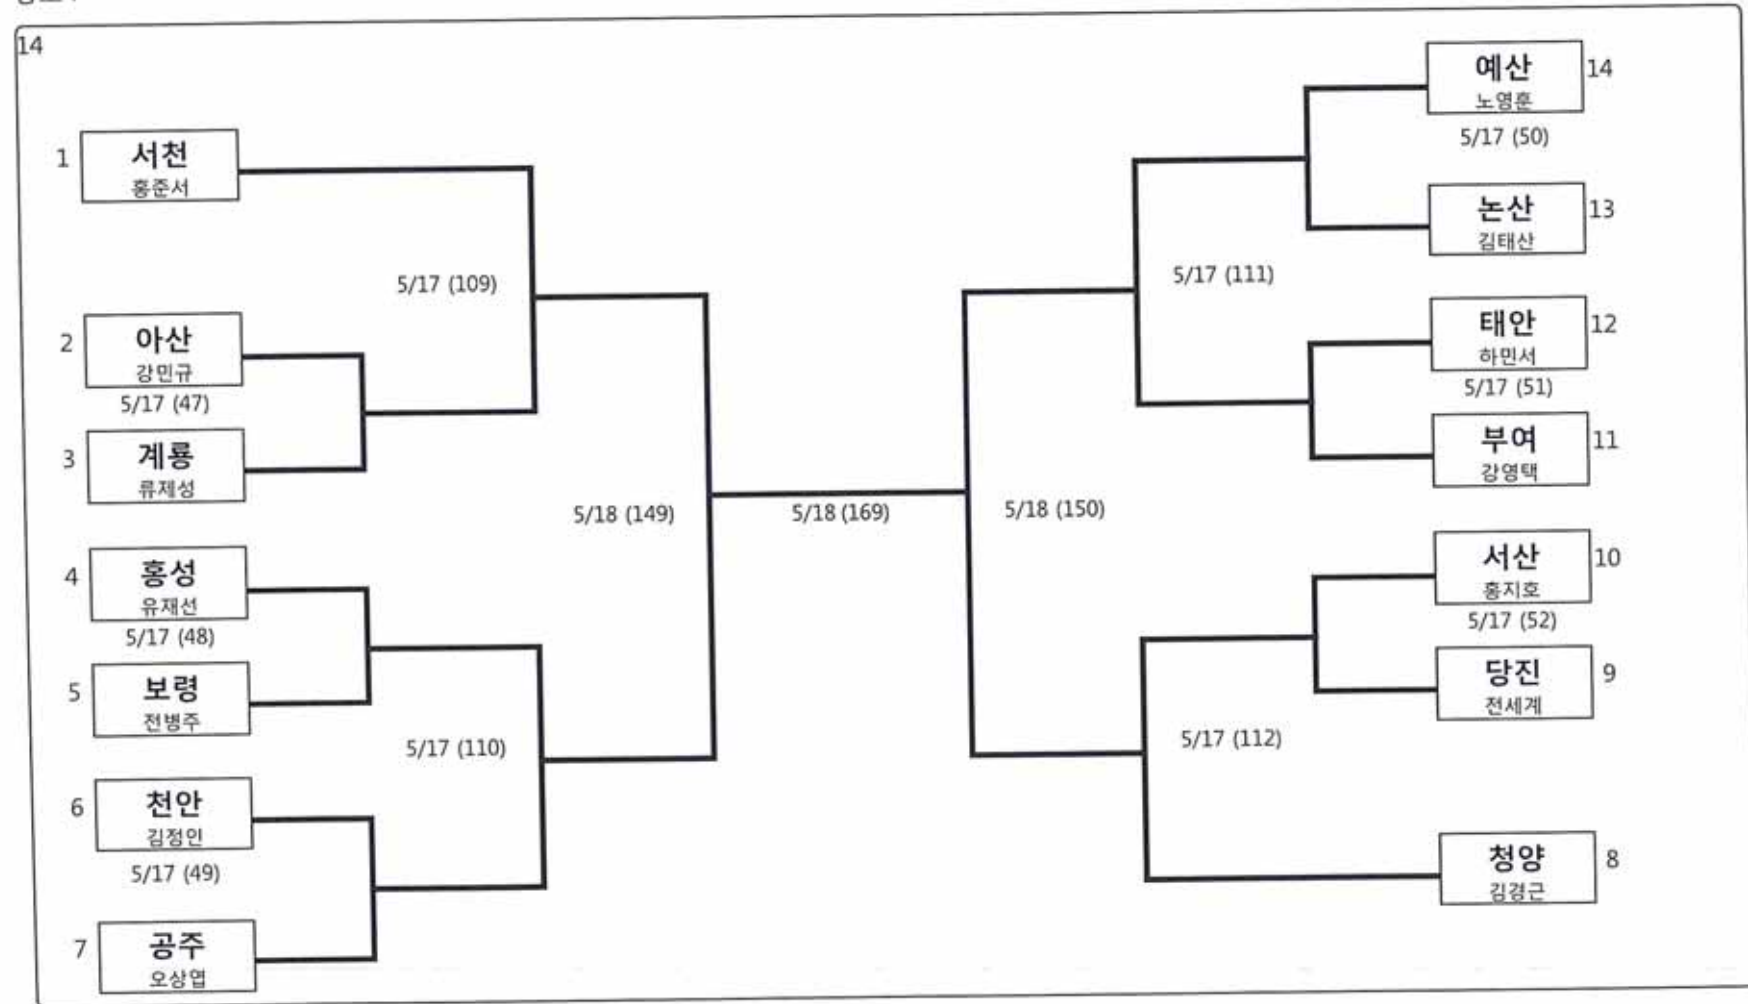 14
1
서천
홍준서
2
아산
강민규
5/17 (47)
3
계룡
류제성
5/17 (109)
4
홍성
유재선
5/17 (48)
5
보령
전병주
6
천안
김정인
5/17 (49)
7
공주
오상엽
5/17 (110)
5/18 (149)
5/18 (169)
5/18 (150)
5/17 (111)
예산
노영훈
14
5/17 (50)
논산
김태산
13
태안
하민서
12
5/17 (51)
부여
강영택
11
서산
홍지호
10
5/17 (52)
당진
전세계
9
5/17 (112)
청양
김경근
8